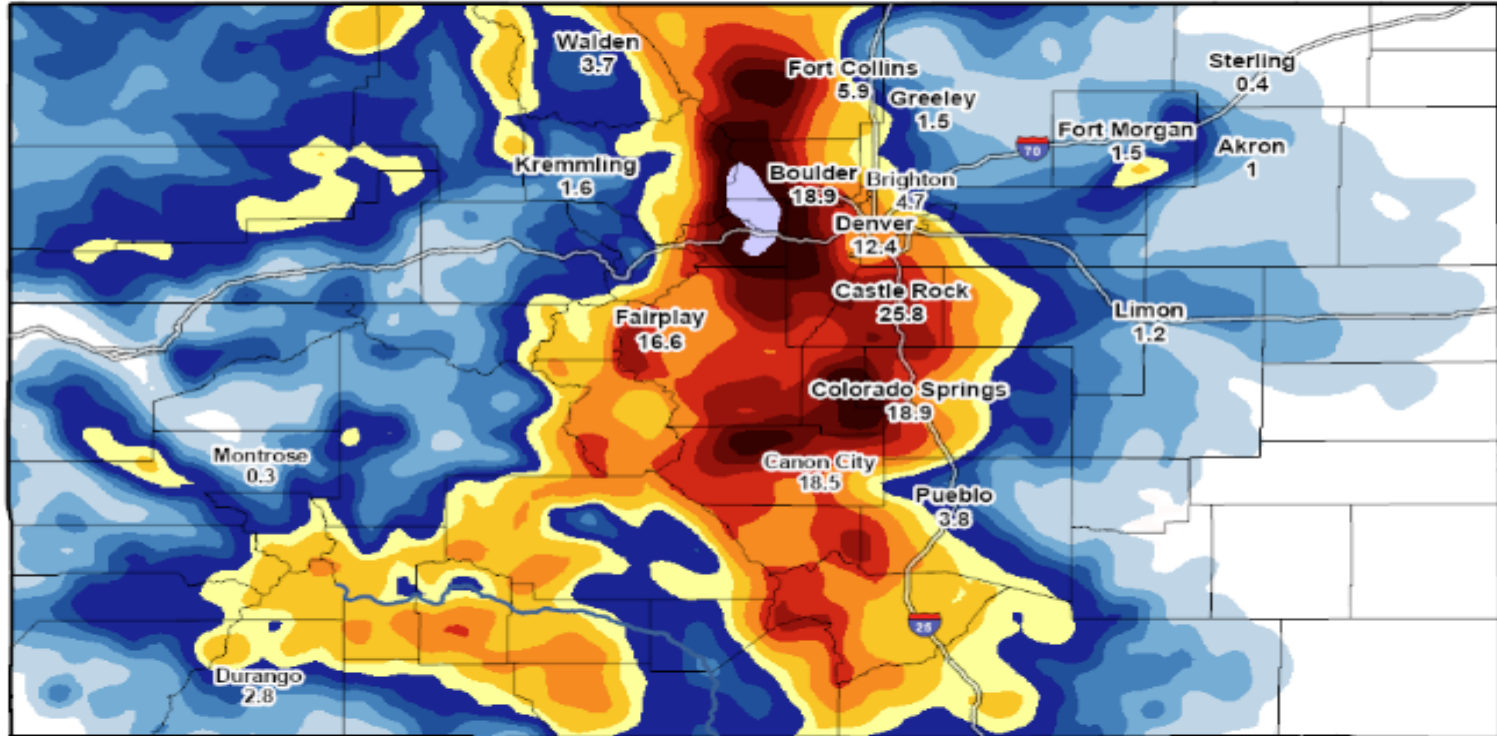 Walden
3.7
Fort Collins
5.9
Greeley
1.5
Sterling
0.4
Fort Morgan
1.5
Akron
1
70
Kremmling
1.6
Boulder
18.9
Brighton
4.7
Denver
12.4
Castle Rock
25.8
Fairplay
16.6
Limon
1.2
Colorado Springs
18.9
Montrose
0.3
Canon City
18.5
Pueblo
3.8
25
Durango
2.8